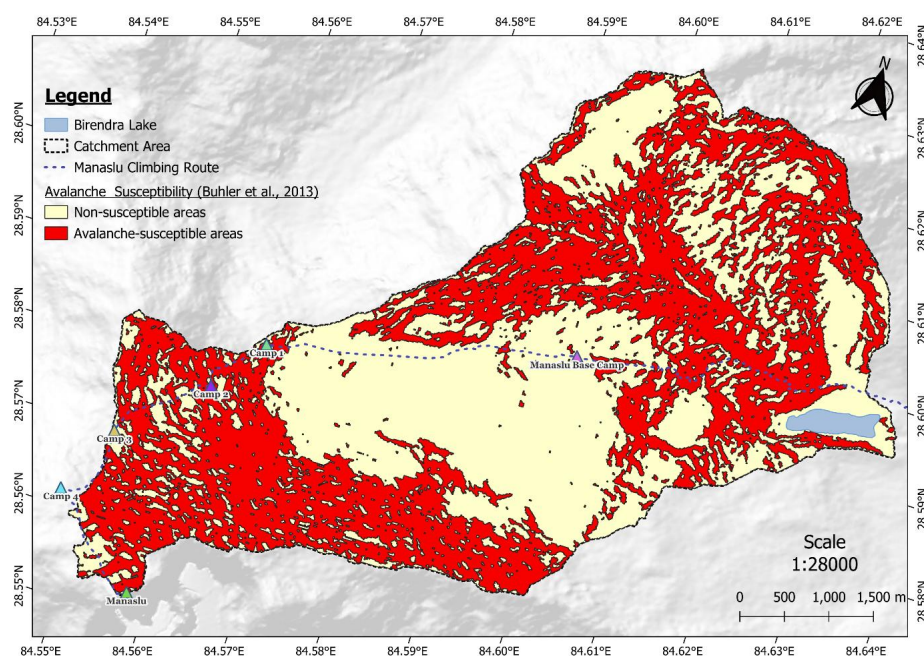 84.53°E 84.54°E 84.55°E 84.56°E 84.57°E 84.58°E 84.59°E 84.60°E 84.61°E 84.62°E
28.64°N
28.63°N
28.62°N
28.61°N
28.60°N
28.59°N
28.58°N
N
Legend
Birendra Lake
Catchment Area
Manaslu Climbing Route
Avalanche Susceptibility (Buhler et al., 2013)
Non-susceptible areas
Avalanche-susceptible areas
28.60°N
28.59°N
28.58°N
28.57°N
28.56°N
28.55°N
Camp 1
Manaslu Base Camp
Camp 2
Camp 3
Camp 4
Manaslu
Scale
1:28000
0 500 1,000 1,500 m
84.55°E 84.56°E 84.57°E 84.58°E 84.59°E 84.60°E 84.61°E 84.62°E 84.63°E 84.64°E